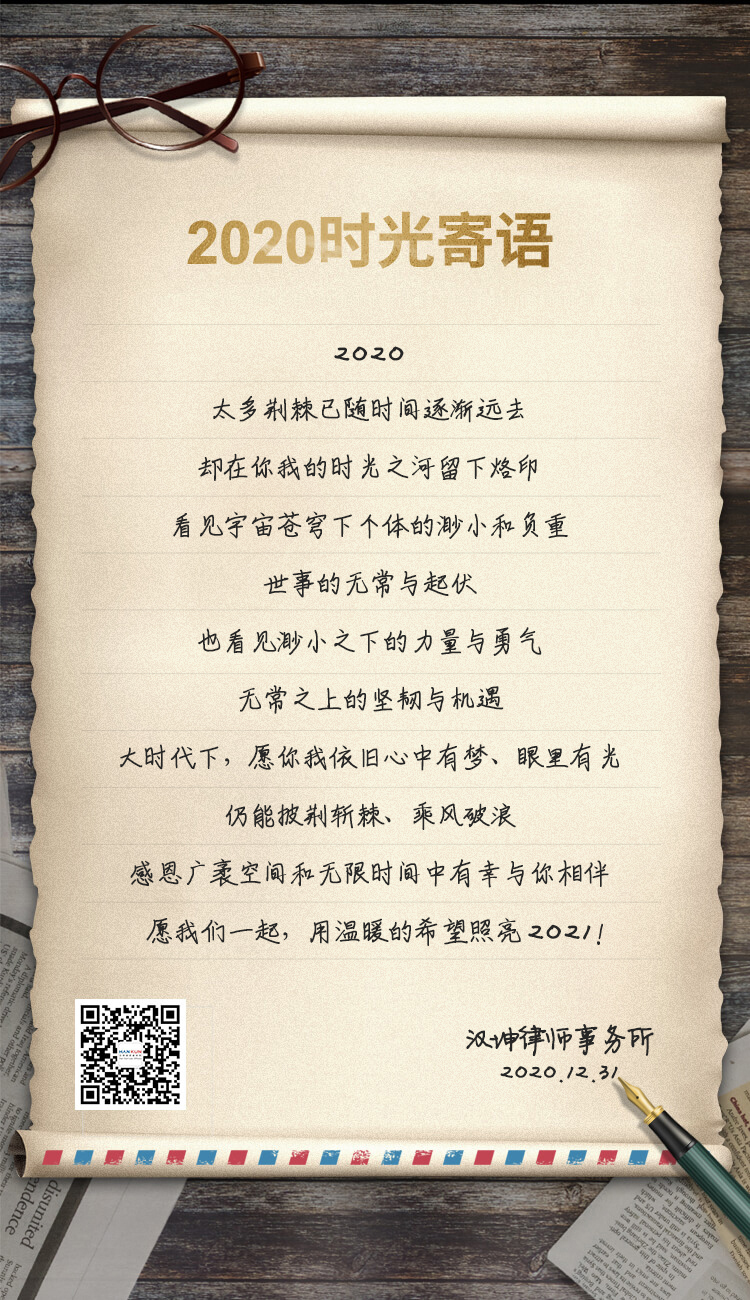 2020时光寄语
2020
太多荆棘已随时间逐渐远去
却在你我的时光之河留下烙印
看见宇宙苍穹下个体的渺小和负重
世事的无常与起伏
也看见渺小之下的力量与勇气
无常之上的坚韧与机遇
大时代下，愿你我依旧心中有梦、眼里有光
仍能披荆斩棘、乘风破浪
感恩广袤空间和无限时间中有幸与你相伴
愿我们一起，用温暖的希望照亮2021！
HANKUN
汉坤律师事务所
2020.12.31
disunited